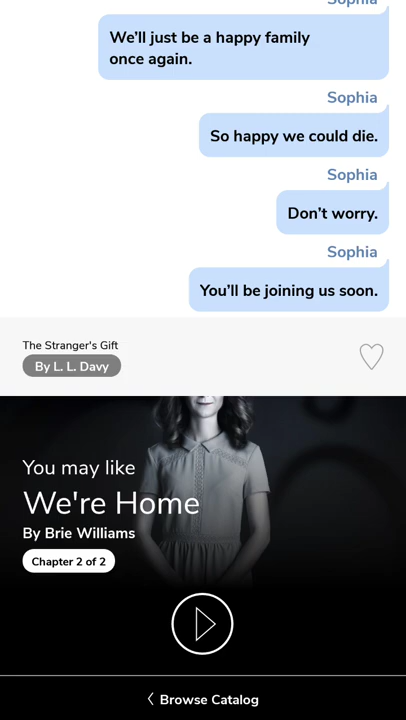 Sophia
We’ll just be a happy family
once again.
Sophia
So happy we could die.
Sophia
Don’t worry.
Sophia
You’ll be joining us soon.
The Stranger's Gift
By L. L. Davy
You may like
We're Home
By Brie Williams
Chapter 2 of 2
Browse Catalog